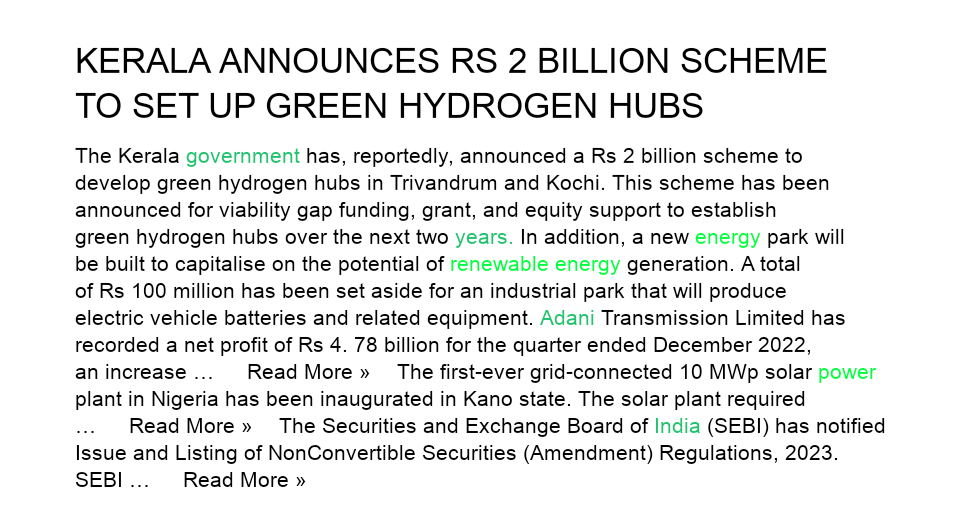 KERALA ANNOUNCES RS 2 BILLION SCHEME
TO SET UP GREEN HYDROGEN HUBS
The Kerala government has, reportedly, announced a Rs 2 billion scheme to
develop green hydrogen hubs in Trivandrum and Kochi. This scheme has been
announced for viability gap funding, grant, and equity support to establish
green hydrogen hubs over the next two years. In addition, a new energy park will
be built to capitalise on the potential of renewable energy generation. A total
of Rs 100 million has been set aside for an industrial park that will produce
electric vehicle batteries and related equipment. Adani Transmission Limited has
recorded a net profit of Rs 4. 78 billion for the quarter ended December 2022,
an increase … Read More » The first-ever grid-connected 10 MWp solar power
plant in Nigeria has been inaugurated in Kano state. The solar plant required
… Read More » The Securities and Exchange Board of India (SEBI) has notified
Issue and Listing of NonConvertible Securities (Amendment) Regulations, 2023.
SEBI … Read More »